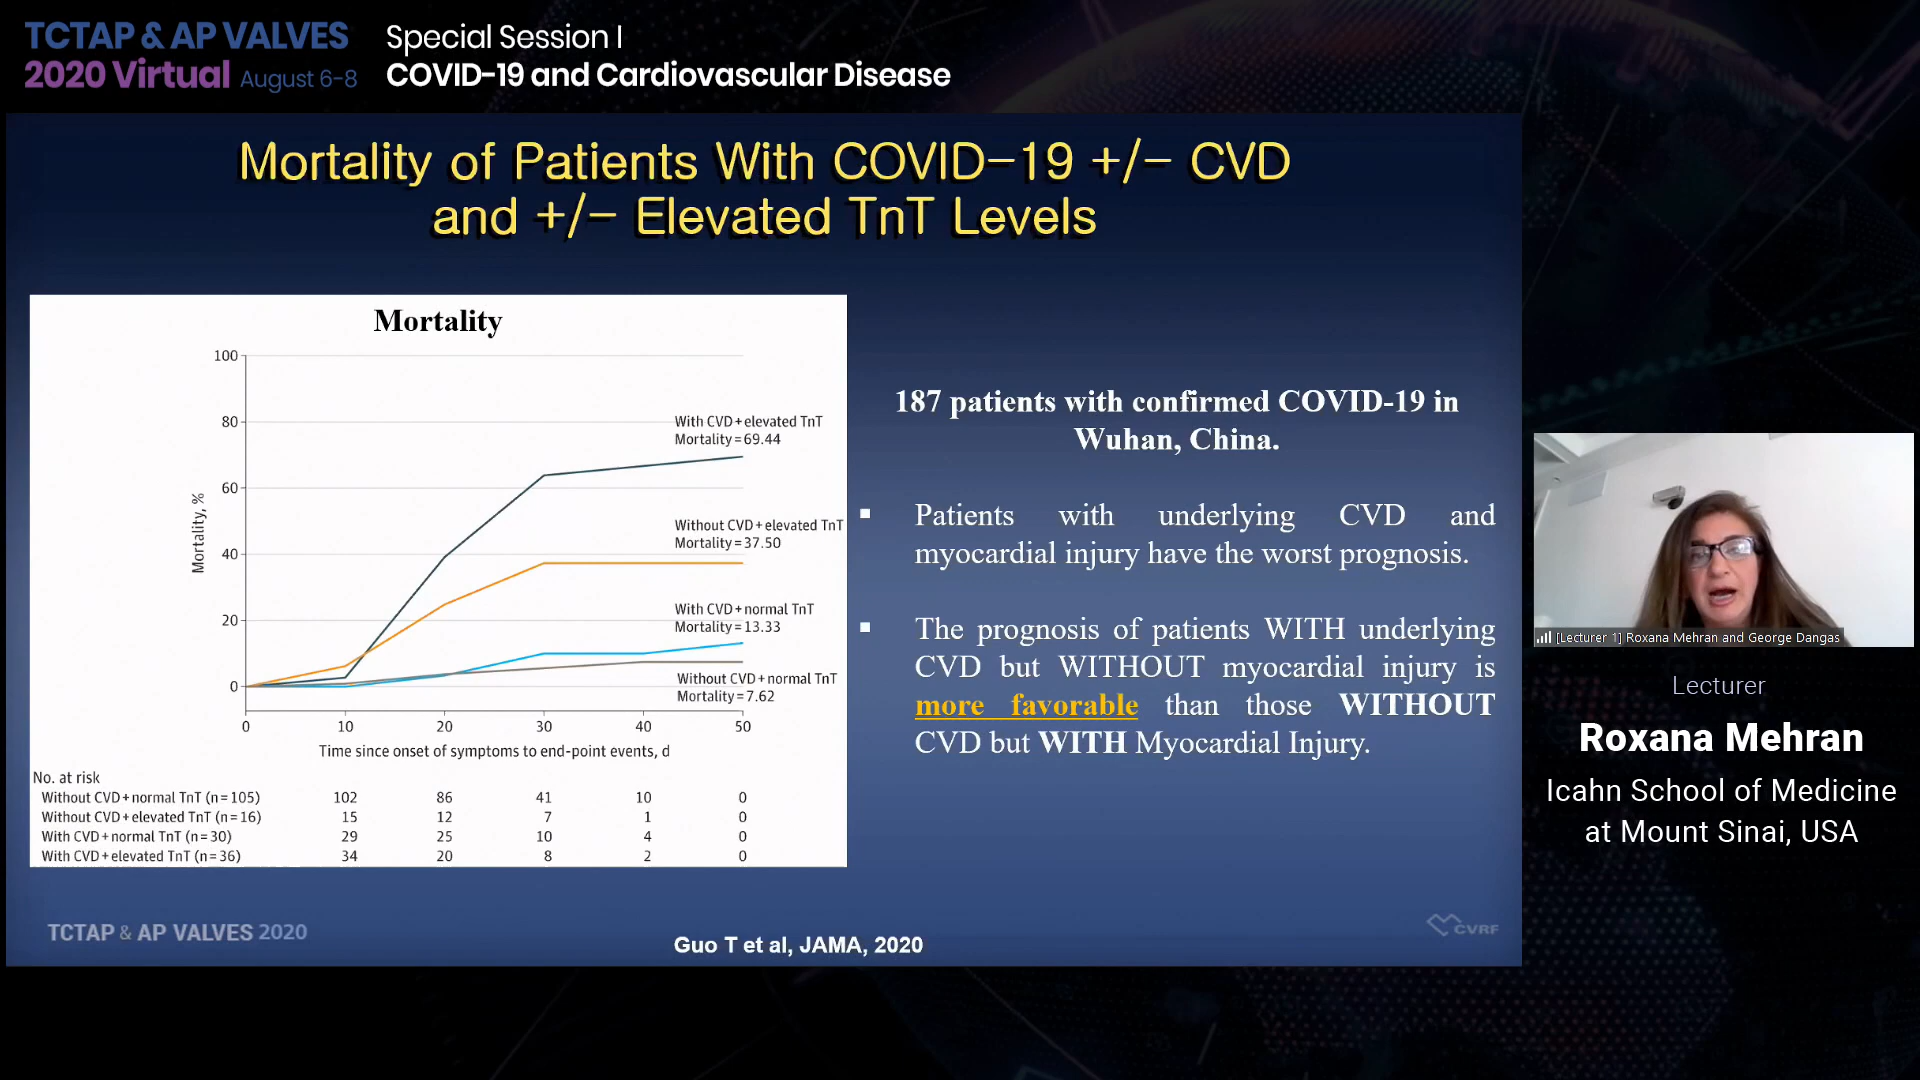 TCTAP & AP VALVES
2020 Virtual August 6-8
Special Session I
COVID-19 and Cardiovascular Disease
Mortality of Patients With COVID-19 +/- CVD
and +/- Elevated TnT Levels
Mortality
100
80
60
40
20
0
Mortality, %
With CVD + elevated TnT
Mortality = 69.44
Without CVD + elevated TnT
Mortality = 37.50
With CVD + normal TnT
Mortality = 13.33
Without CVD + normal TnT
Mortality = 7.62
0 10 20 30 40 50
Time since onset of symptoms to end-point events, d
No. at risk
Without CVD + normal TnT (n = 105) 102 86 41 10 0
Without CVD + elevated TnT (n = 16) 15 12 7 1 0
With CVD + normal TnT (n = 30) 29 25 10 4 0
With CVD + elevated TnT (n = 36) 34 20 8 2 0
187 patients with confirmed COVID-19 in
Wuhan, China.
▪ Patients with underlying CVD and
myocardial injury have the worst prognosis.
▪ The prognosis of patients WITH underlying
CVD but WITHOUT myocardial injury is
more favorable than those WITHOUT
CVD but WITH Myocardial Injury.
TCTAP & AP VALVES 2020
Guo T et al, JAMA, 2020
CVRF
[Lecturer 1] Roxana Mehran and George Dangas
Lecturer
Roxana Mehran
Icahn School of Medicine
at Mount Sinai, USA